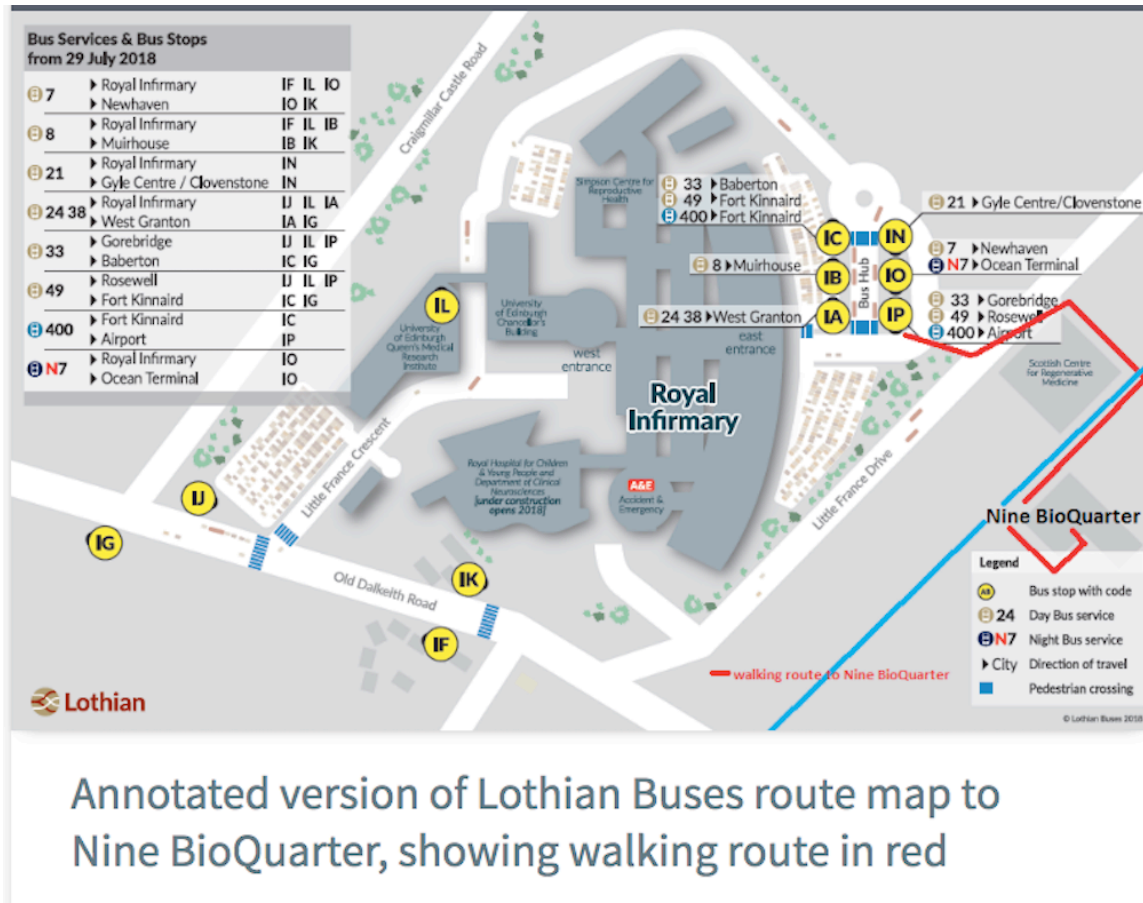 Bus Services & Bus Stops
from 29 July 2018
7 Royal Infirmary IF IL IO
Newhaven IO IK
8 Royal Infirmary IF IL IB
Muirhouse IB IK
21 Royal Infirmary IN
Gyle Centre / Clovenstone IN
24 38 Royal Infirmary IJ IL IA
West Granton IA IG
33 Gorebridge IJ IL IP
Baberton IC IG
49 Rosewell IJ IL IP
Fort Kinnaird IC IG
400 Fort Kinnaird IC
Airport IP
N7 Royal Infirmary IO
Ocean Terminal IO
Craigmillar Castle Road
Simpson Centre for
Reproductive
Health
33 Baberton
49 Fort Kinnaird
400 Fort Kinnaird
IC
IN
21 Gyle Centre/Clovenstone
8 Muirhouse
IB
Bus Hub
IO
7 Newhaven
N7 Ocean Terminal
24 38 West Granton
IA
IP
33 Gorebridge
49 Rosewell
400 Airport
IL
University
of Edinburgh
Queen's Medical
Research
Institute
University
of Edinburgh
Chancellor's
Building
west
entrance
east
entrance
Royal
Infirmary
Scottish Centre
for Regenerative
Medicine
Little France Crescent
Royal Hospital for Children
& Young People and
Department of Clinical
Neurosciences
[under construction
opens 2018]
A&E
Accident &
Emergency
Little France Drive
Nine BioQuarter
IJ
IG
IK
IF
Old Dalkeith Road
Legend
AB Bus stop with code
24 Day Bus service
N7 Night Bus service
City Direction of travel
Pedestrian crossing
walking route to Nine BioQuarter
Lothian
© Lothian Buses 2018
Annotated version of Lothian Buses route map to
Nine BioQuarter, showing walking route in red